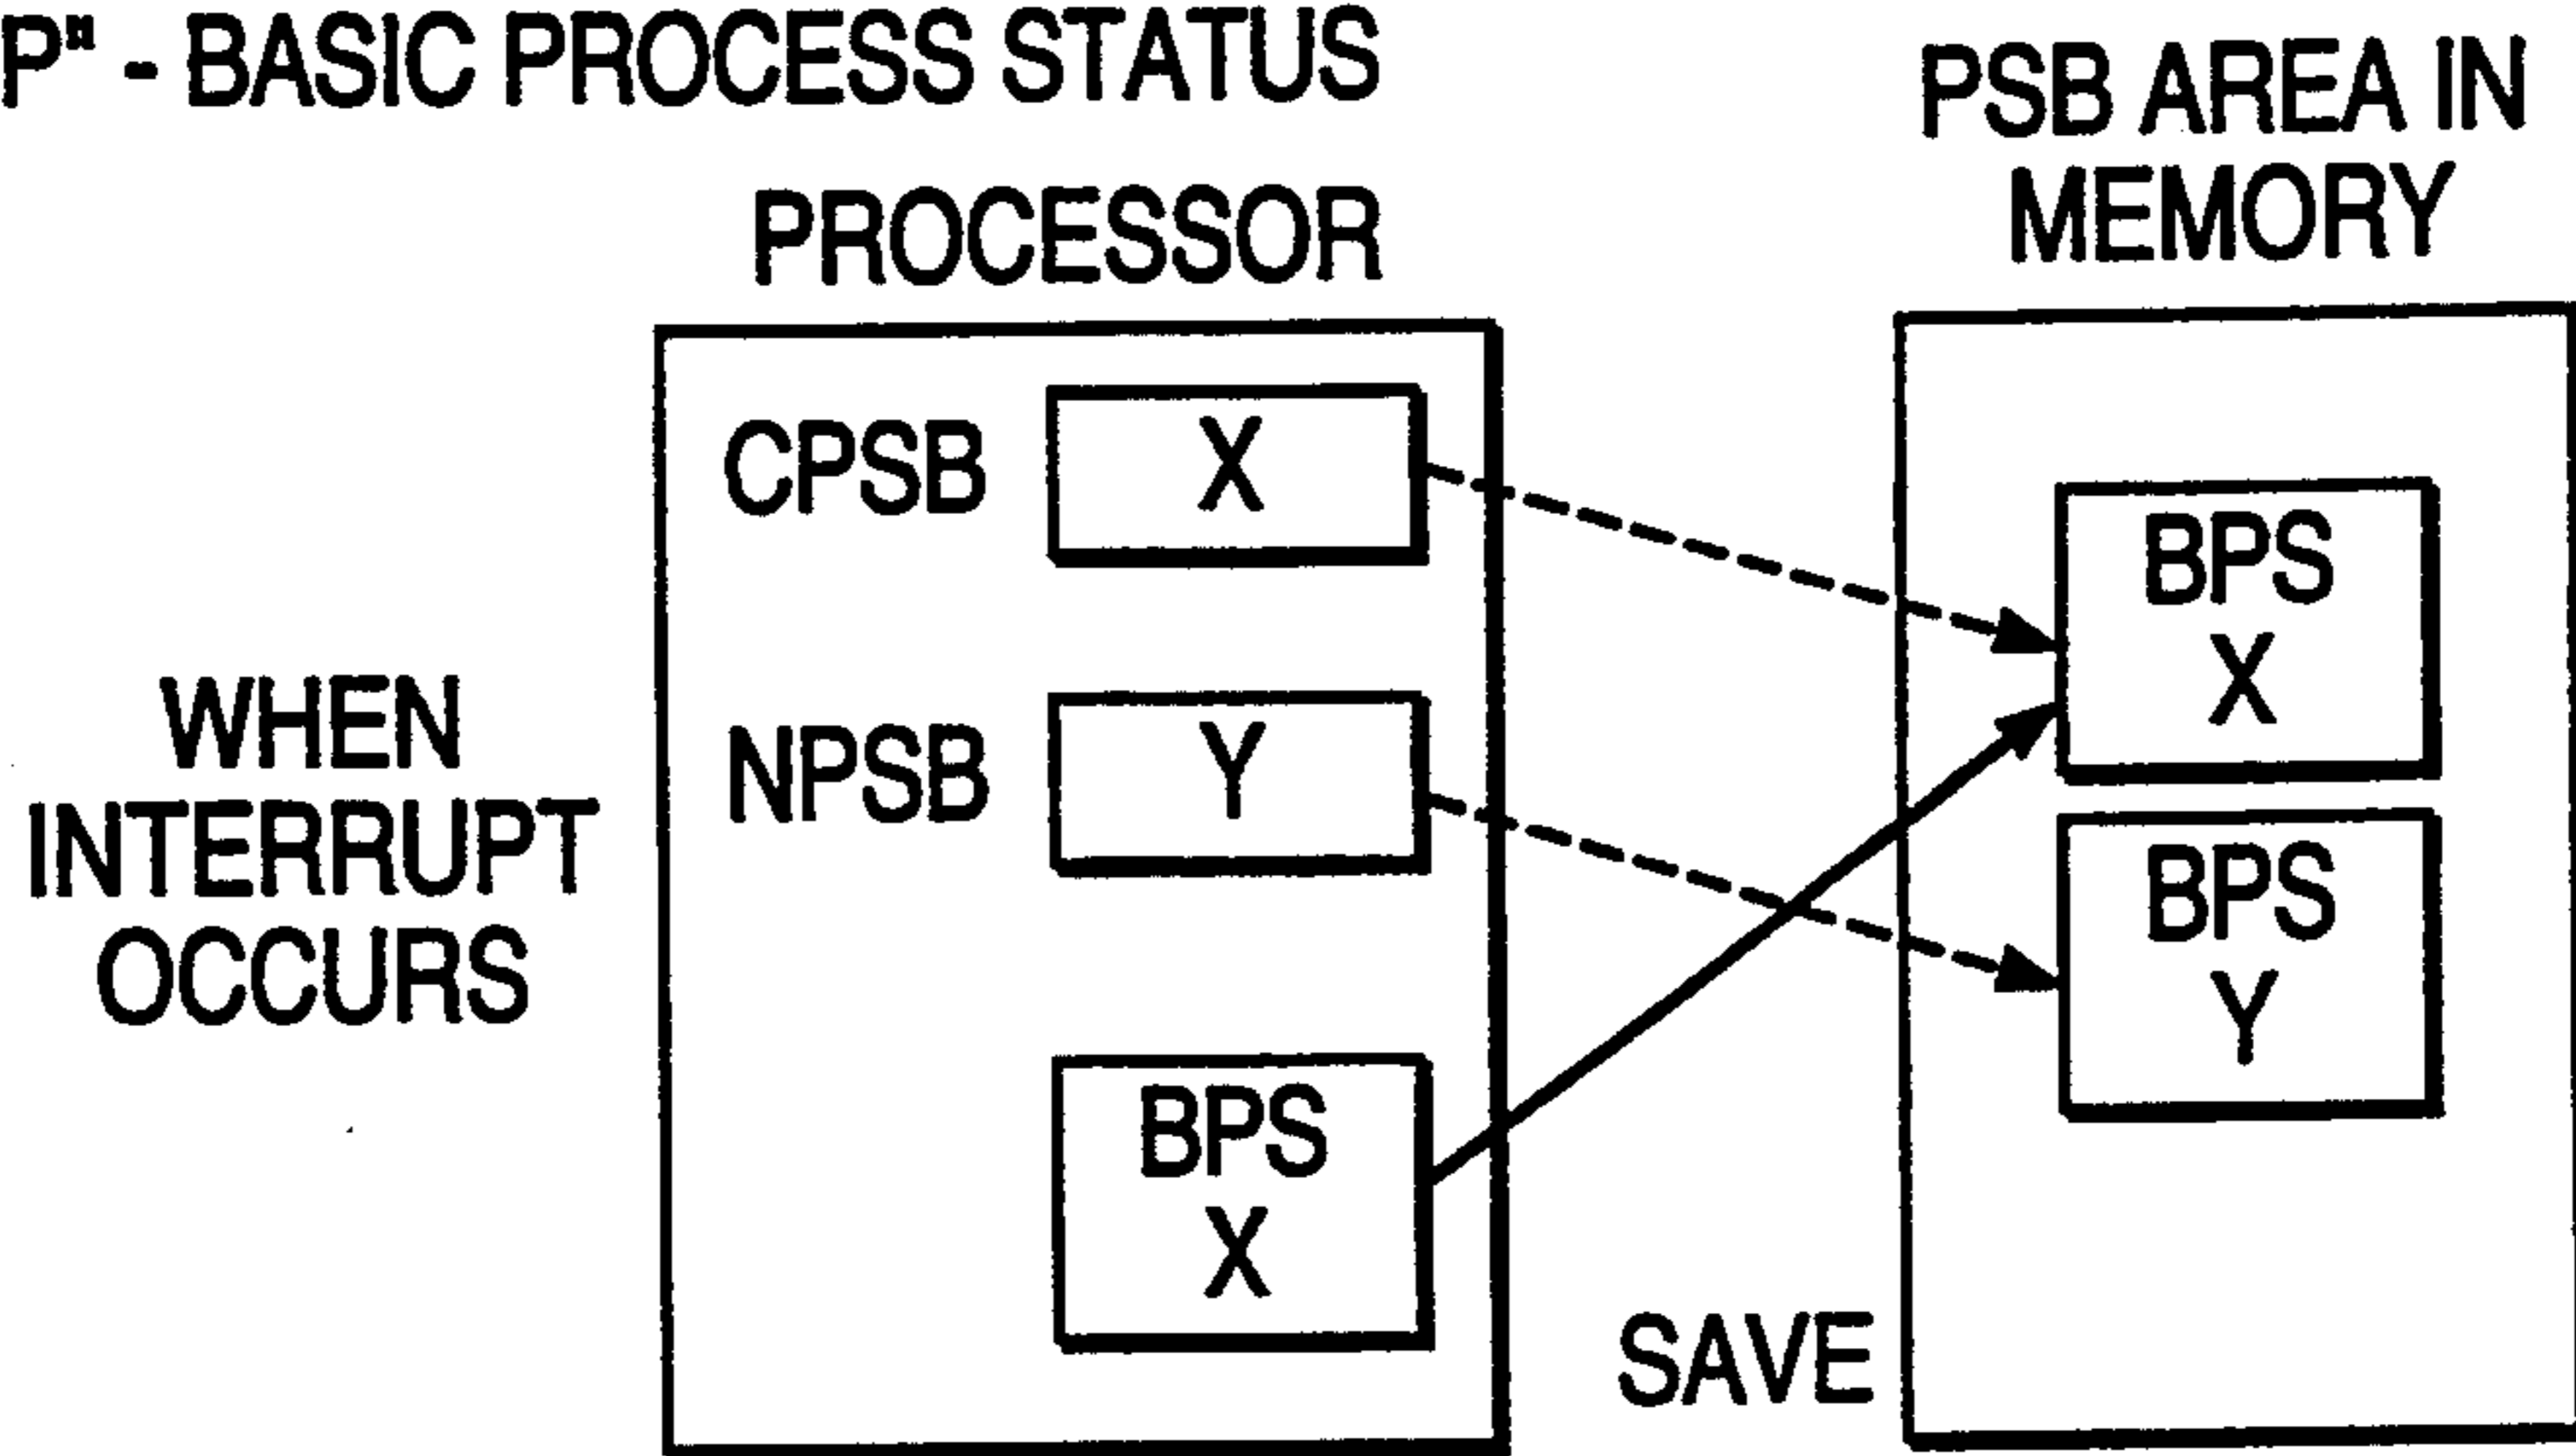 P" - BASIC PROCESS STATUS
PSB AREA IN
MEMORY
PROCESSOR
CPSB X
NPSB Y
WHEN
INTERRUPT
OCCURS
BPS
X
BPS
X
BPS
Y
SAVE